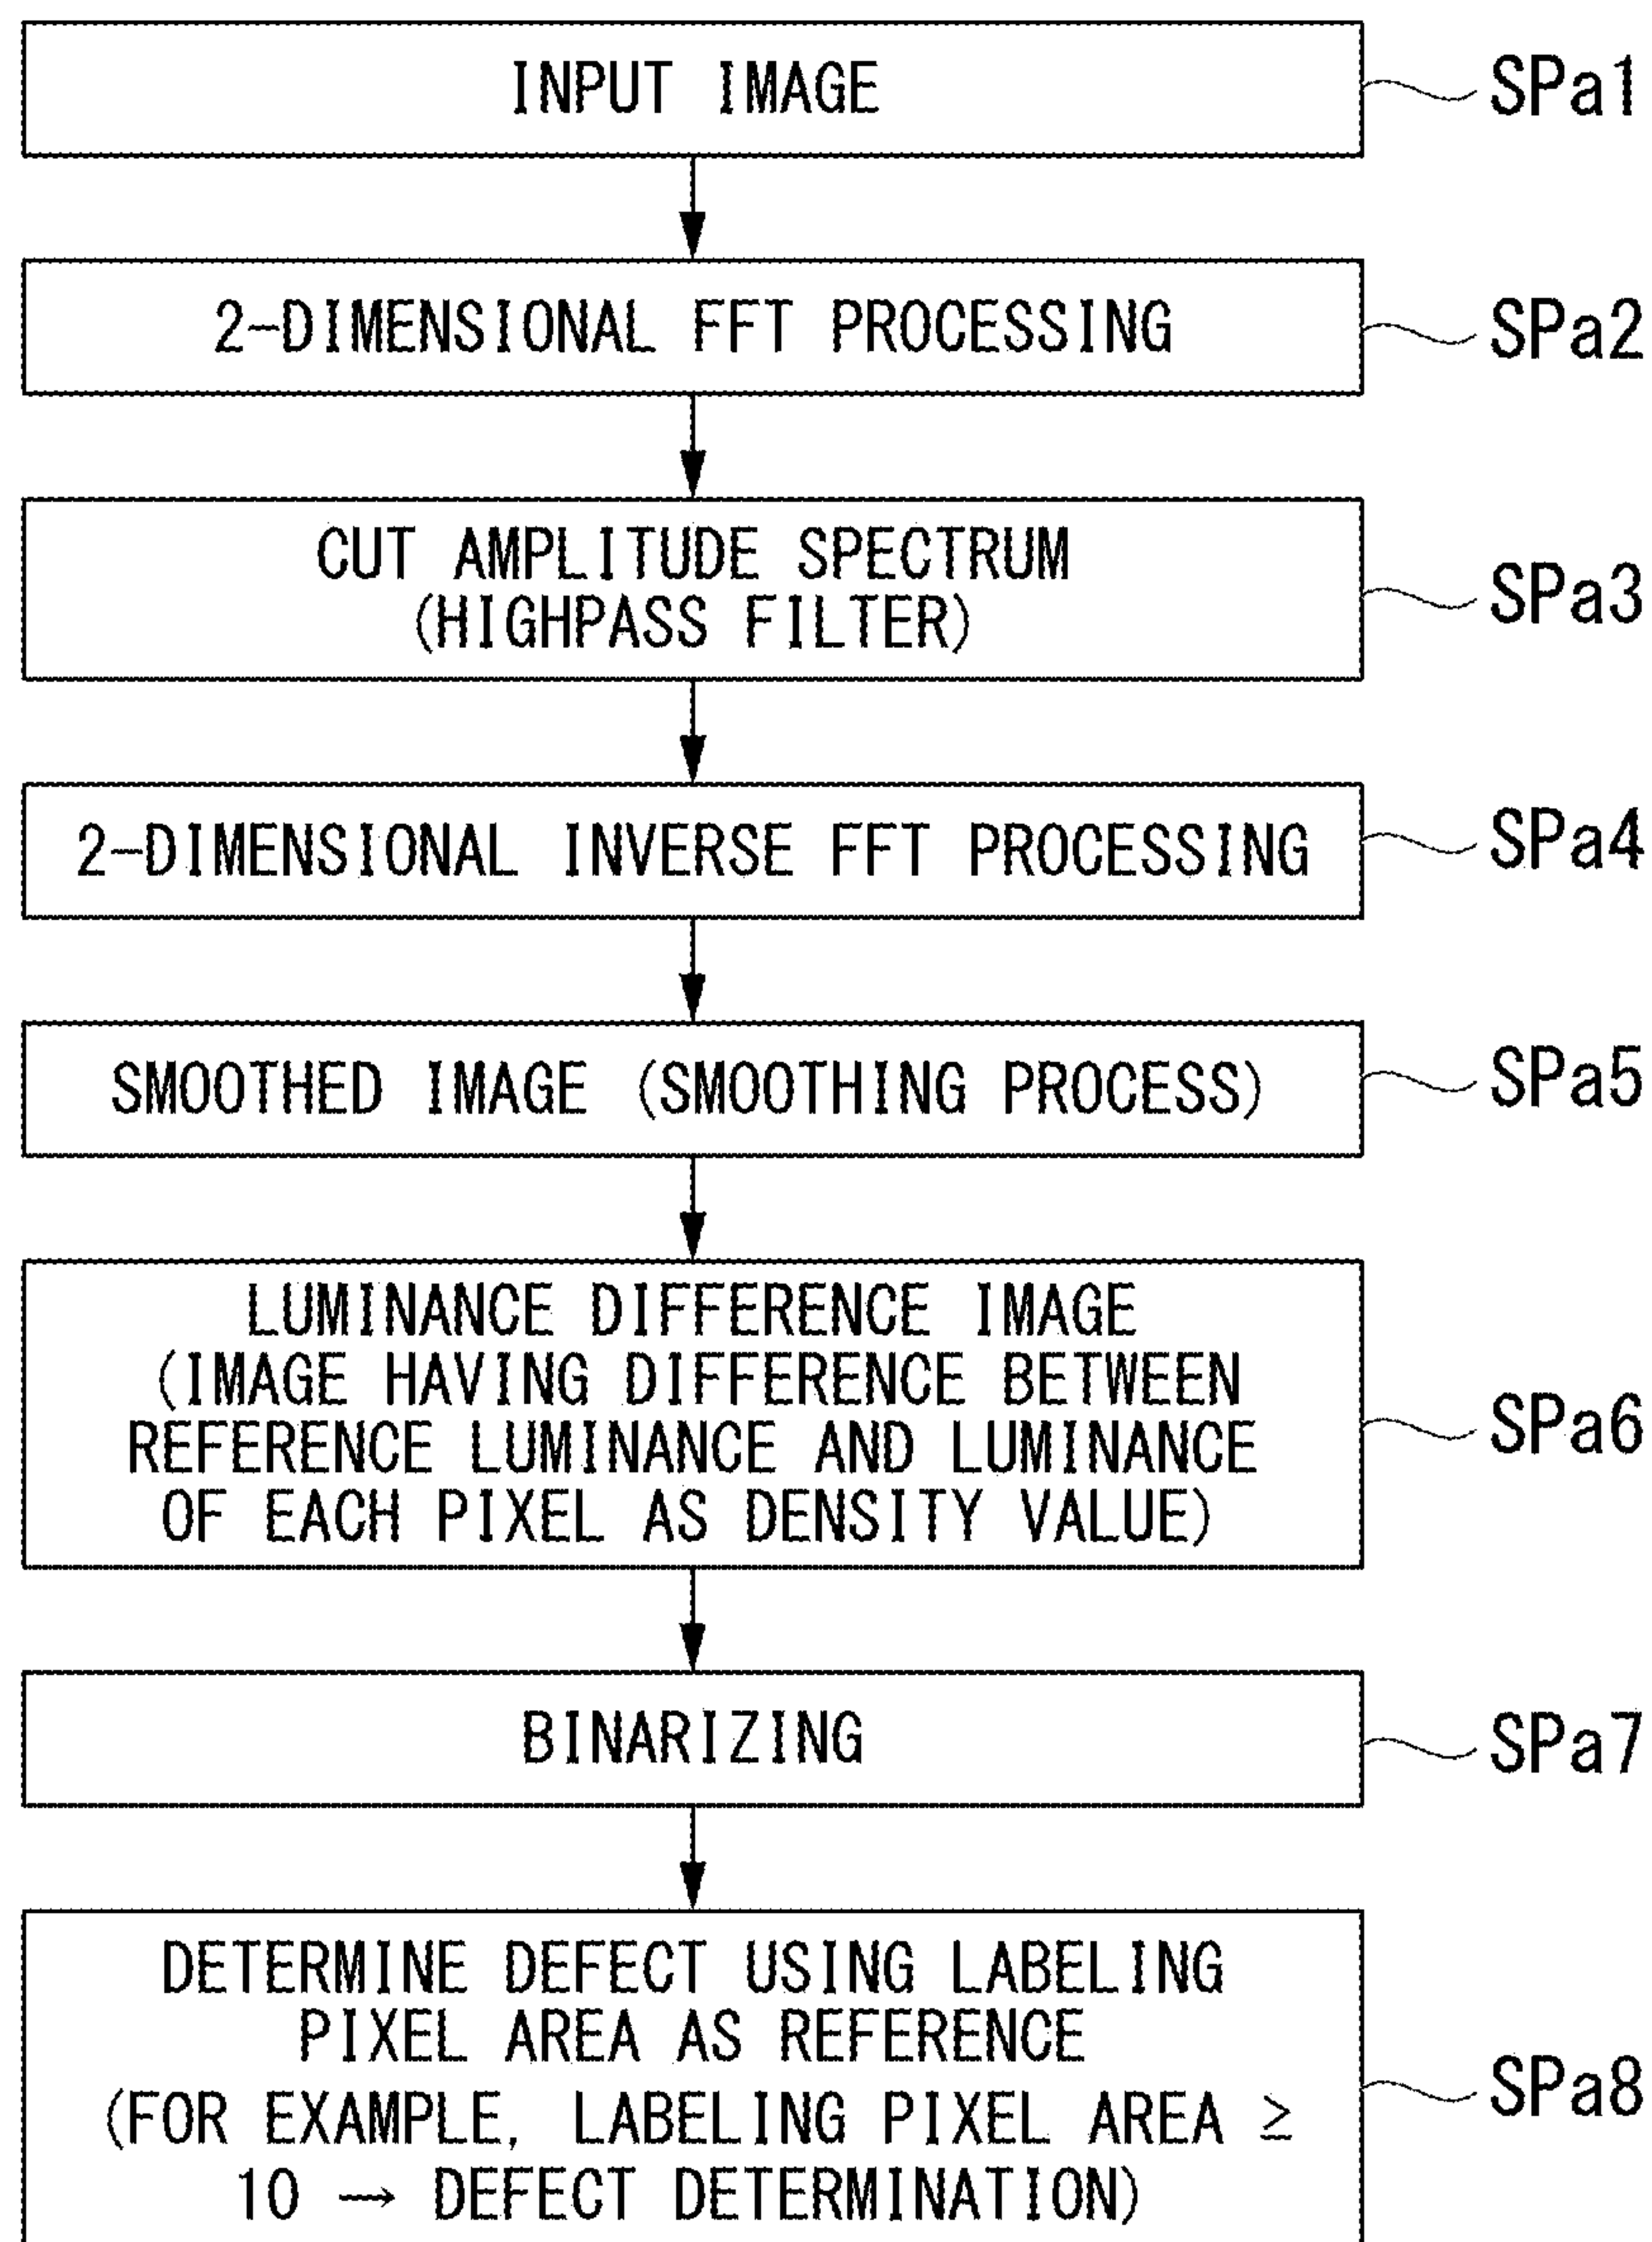 INPUT IMAGE
SPa1
2-DIMENSIONAL FFT PROCESSING
SPa2
CUT AMPLITUDE SPECTRUM
(HIGHPASS FILTER)
SPa3
2-DIMENSIONAL INVERSE FFT PROCESSING
SPa4
SMOOTHED IMAGE (SMOOTHING PROCESS)
SPa5
LUMINANCE DIFFERENCE IMAGE
(IMAGE HAVING DIFFERENCE BETWEEN
REFERENCE LUMINANCE AND LUMINANCE
OF EACH PIXEL AS DENSITY VALUE)
SPa6
BINARIZING
SPa7
DETERMINE DEFECT USING LABELING
PIXEL AREA AS REFERENCE
(FOR EXAMPLE, LABELING PIXEL AREA ≥
10 → DEFECT DETERMINATION)
SPa8